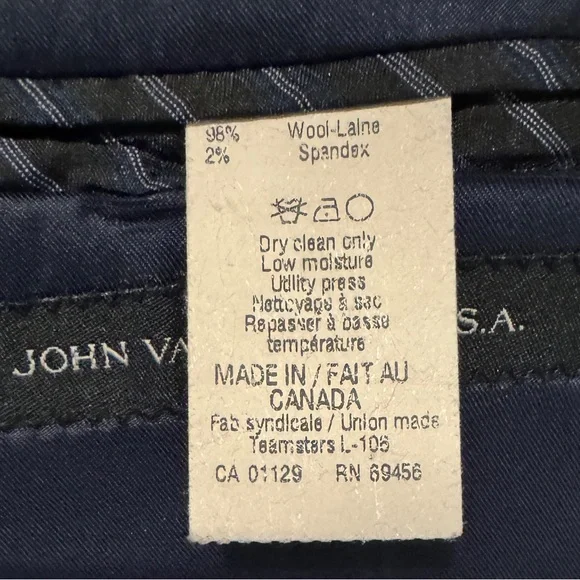 98% Wool-Laine
2% Spandex
Dry clean only
Low moisture
Utility press
Nettoyage à sec
Repasser à basse
température
JOHN VA S.A.
MADE IN / FAIT AU
CANADA
Fab syndicale / Union made
Teamsters L-106
CA 01129 RN 69456